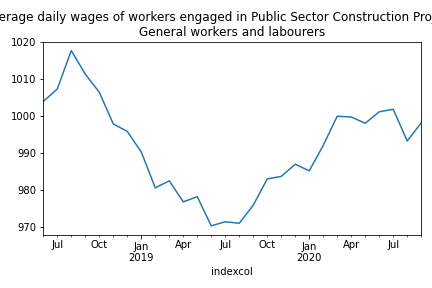 erage daily wages of workers engaged in Public Sector Construction Proj
General workers and labourers
1020
1010
1000
990
980
970
Jul
Oct
Jan
2019
Apr
Jul
Oct
Jan
2020
Apr
Jul
indexcol